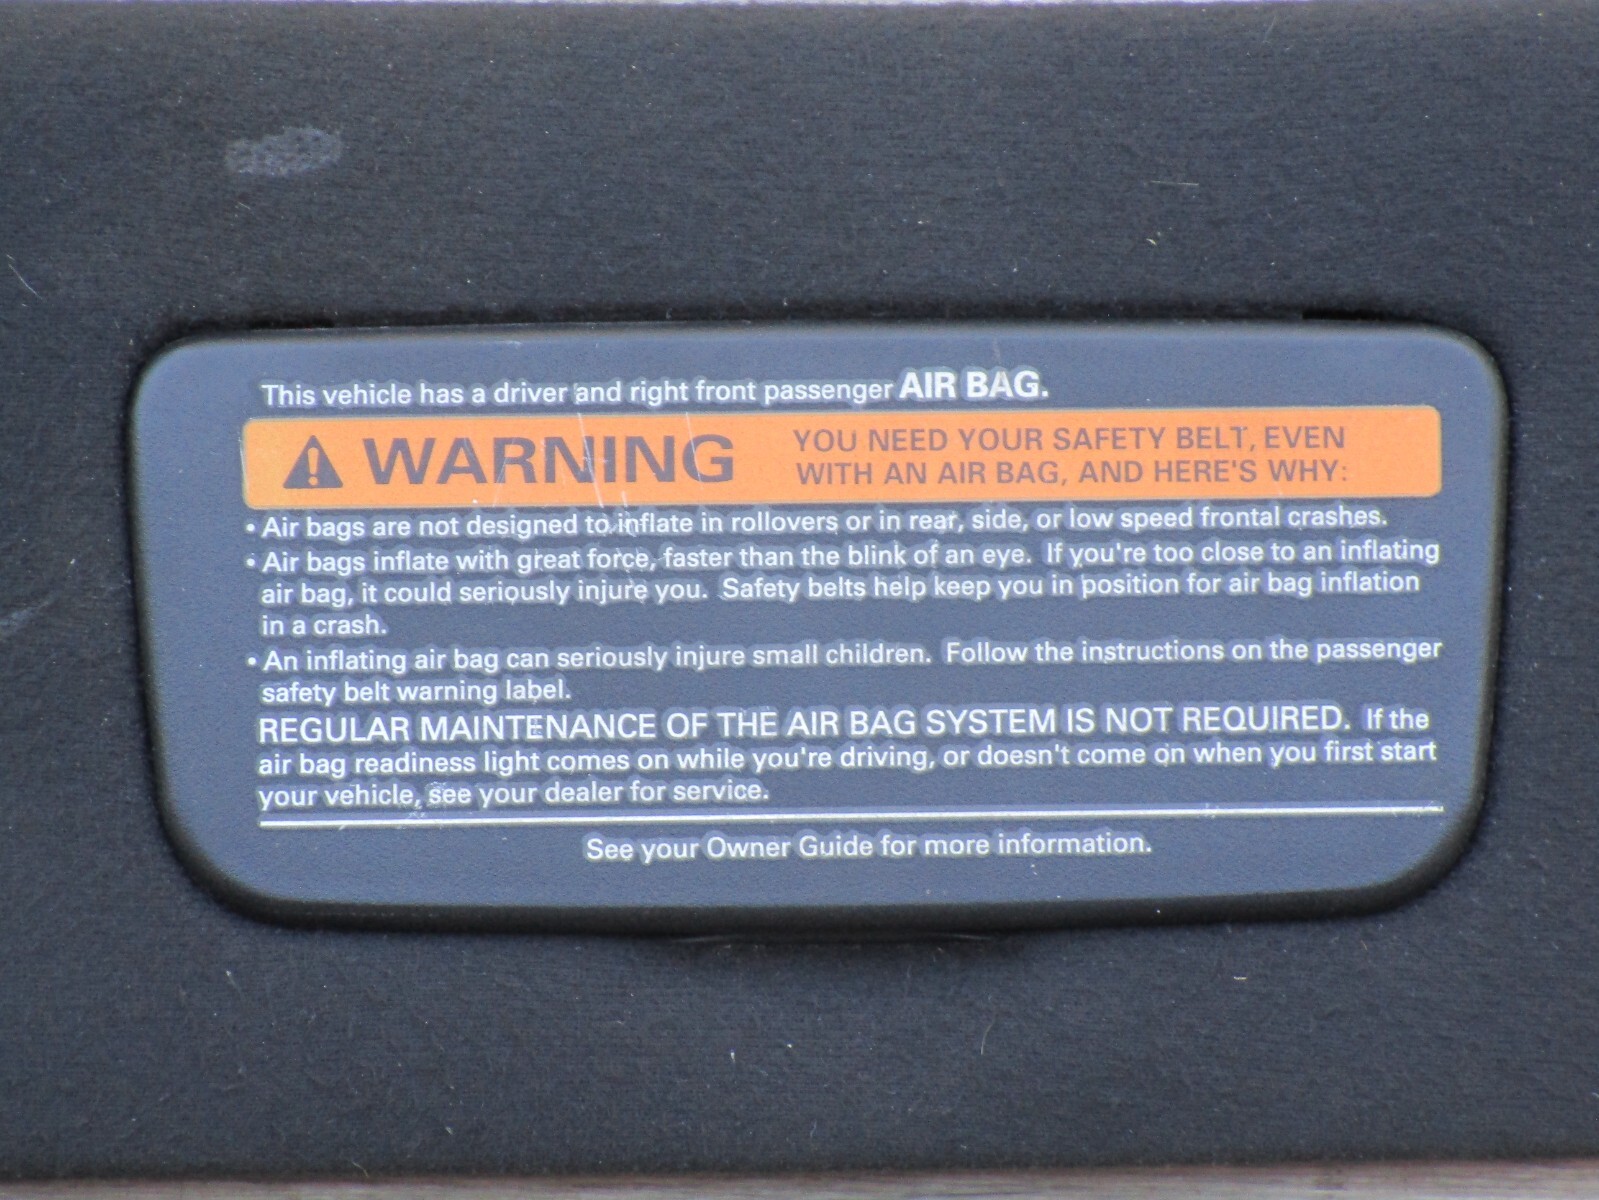 This vehicle has a driver and right front passenger AIR BAG.
WARNING
YOU NEED YOUR SAFETY BELT, EVEN
WITH AN AIR BAG, AND HERE'S WHY:
• Air bags are not designed to inflate in rollovers or in rear, side, or low speed frontal crashes.
• Air bags inflate with great force, faster than the blink of an eye. If you're too close to an inflating
air bag, it could seriously injure you. Safety belts help keep you in position for air bag inflation
in a crash.
• An inflating air bag can seriously injure small children. Follow the instructions on the passenger
safety belt warning label.
REGULAR MAINTENANCE OF THE AIR BAG SYSTEM IS NOT REQUIRED. If the
air bag readiness light comes on while you're driving, or doesn't come on when you first start
your vehicle, see your dealer for service.
See your Owner Guide for more information.